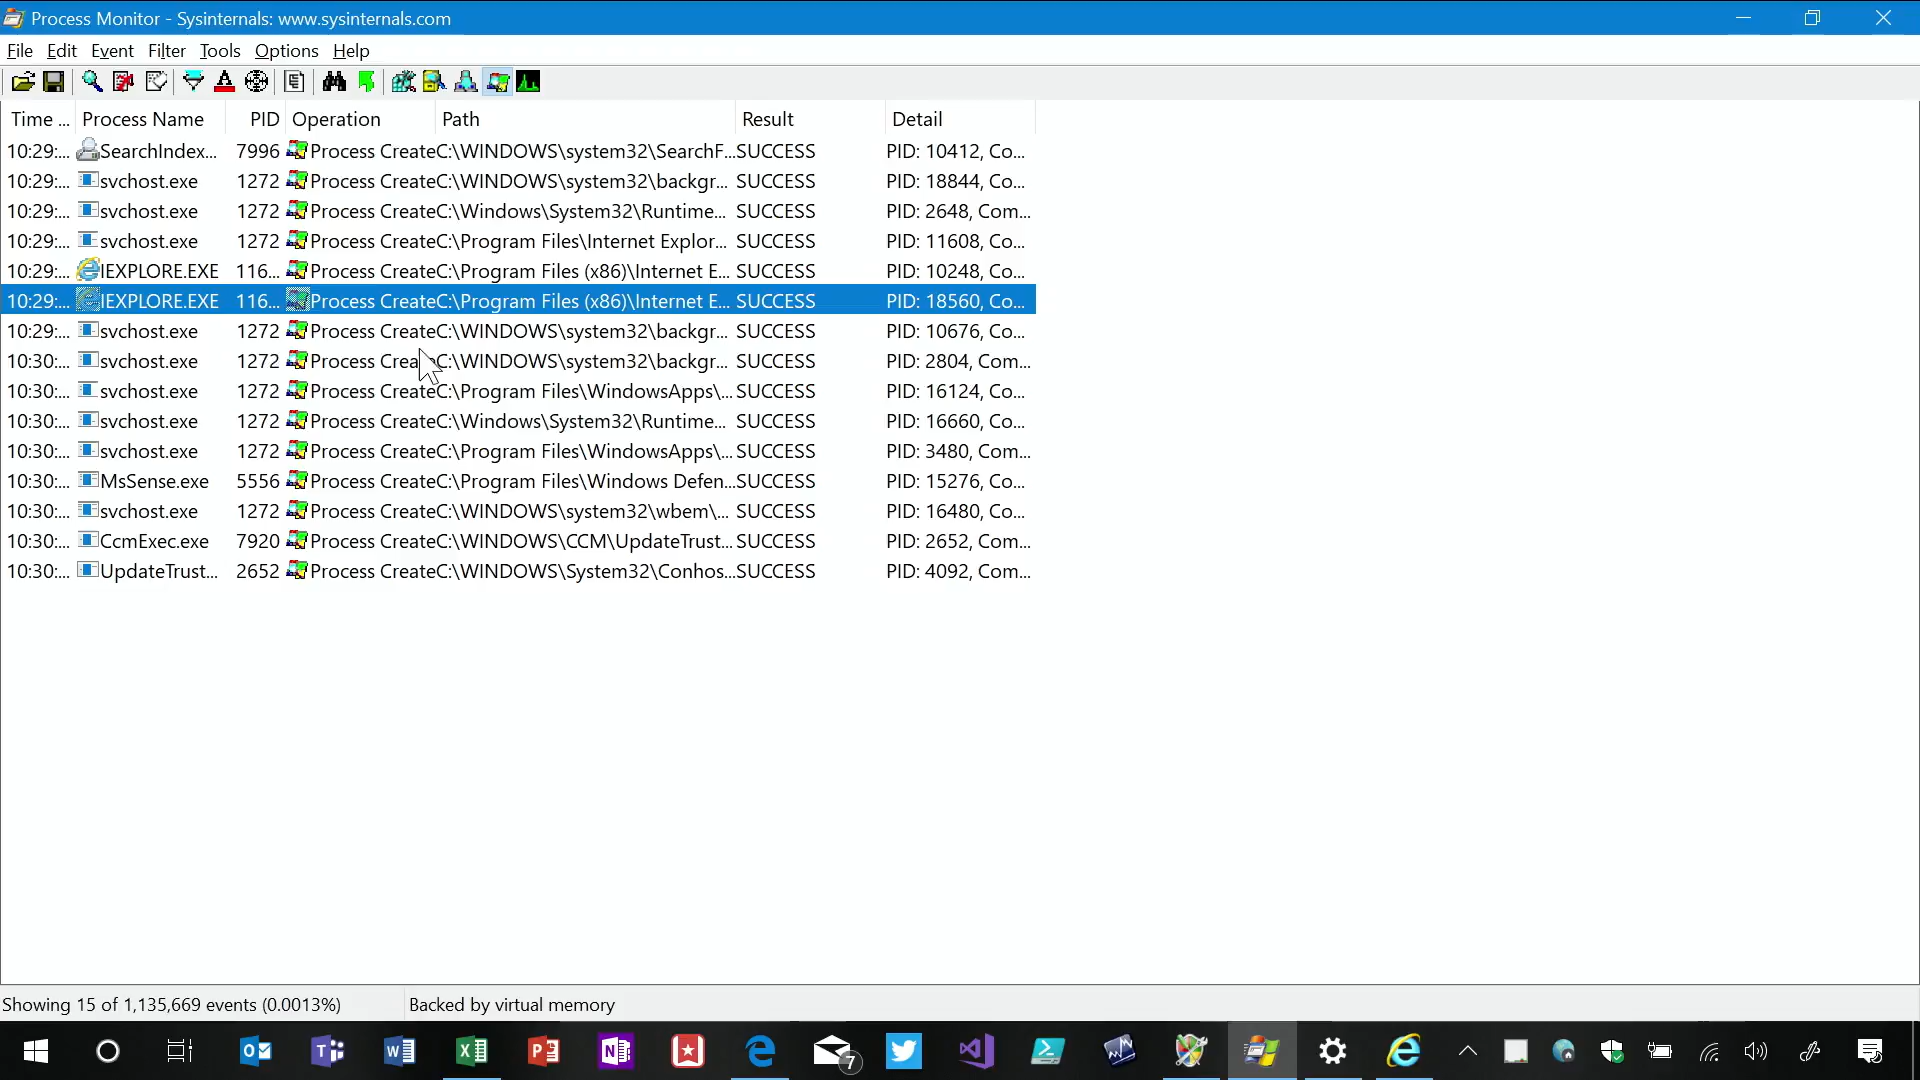 Process Monitor - Sysinternals: www.sysinternals.com
File Edit Event Filter Tools Options Help
Time ... Process Name PID Operation Path Result Detail
10:29:... SearchIndex... 7996 Process Create C:\WINDOWS\system32\SearchF... SUCCESS PID: 10412, Co...
10:29:... svchost.exe 1272 Process Create C:\WINDOWS\system32\backgr... SUCCESS PID: 18844, Co...
10:29:... svchost.exe 1272 Process Create C:\Windows\System32\Runtime... SUCCESS PID: 2648, Com...
10:29:... svchost.exe 1272 Process Create C:\Program Files\Internet Explor... SUCCESS PID: 11608, Co...
10:29:... IEXPLORE.EXE 116... Process Create C:\Program Files (x86)\Internet E... SUCCESS PID: 10248, Co...
10:29:... IEXPLORE.EXE 116... Process Create C:\Program Files (x86)\Internet E... SUCCESS PID: 18560, Co...
10:29:... svchost.exe 1272 Process Create C:\WINDOWS\system32\backgr... SUCCESS PID: 10676, Co...
10:30:... svchost.exe 1272 Process Create C:\WINDOWS\system32\backgr... SUCCESS PID: 2804, Com...
10:30:... svchost.exe 1272 Process Create C:\Program Files\WindowsApps\... SUCCESS PID: 16124, Co...
10:30:... svchost.exe 1272 Process Create C:\Windows\System32\Runtime... SUCCESS PID: 16660, Co...
10:30:... svchost.exe 1272 Process Create C:\Program Files\WindowsApps\... SUCCESS PID: 3480, Com...
10:30:... MsSense.exe 5556 Process Create C:\Program Files\Windows Defen... SUCCESS PID: 15276, Co...
10:30:... svchost.exe 1272 Process Create C:\WINDOWS\system32\wbem\... SUCCESS PID: 16480, Co...
10:30:... CcmExec.exe 7920 Process Create C:\WINDOWS\CCM\UpdateTrust... SUCCESS PID: 2652, Com...
10:30:... UpdateTrust... 2652 Process Create C:\WINDOWS\System32\Conhos... SUCCESS PID: 4092, Com...
Showing 15 of 1,135,669 events (0.0013%) Backed by virtual memory
7